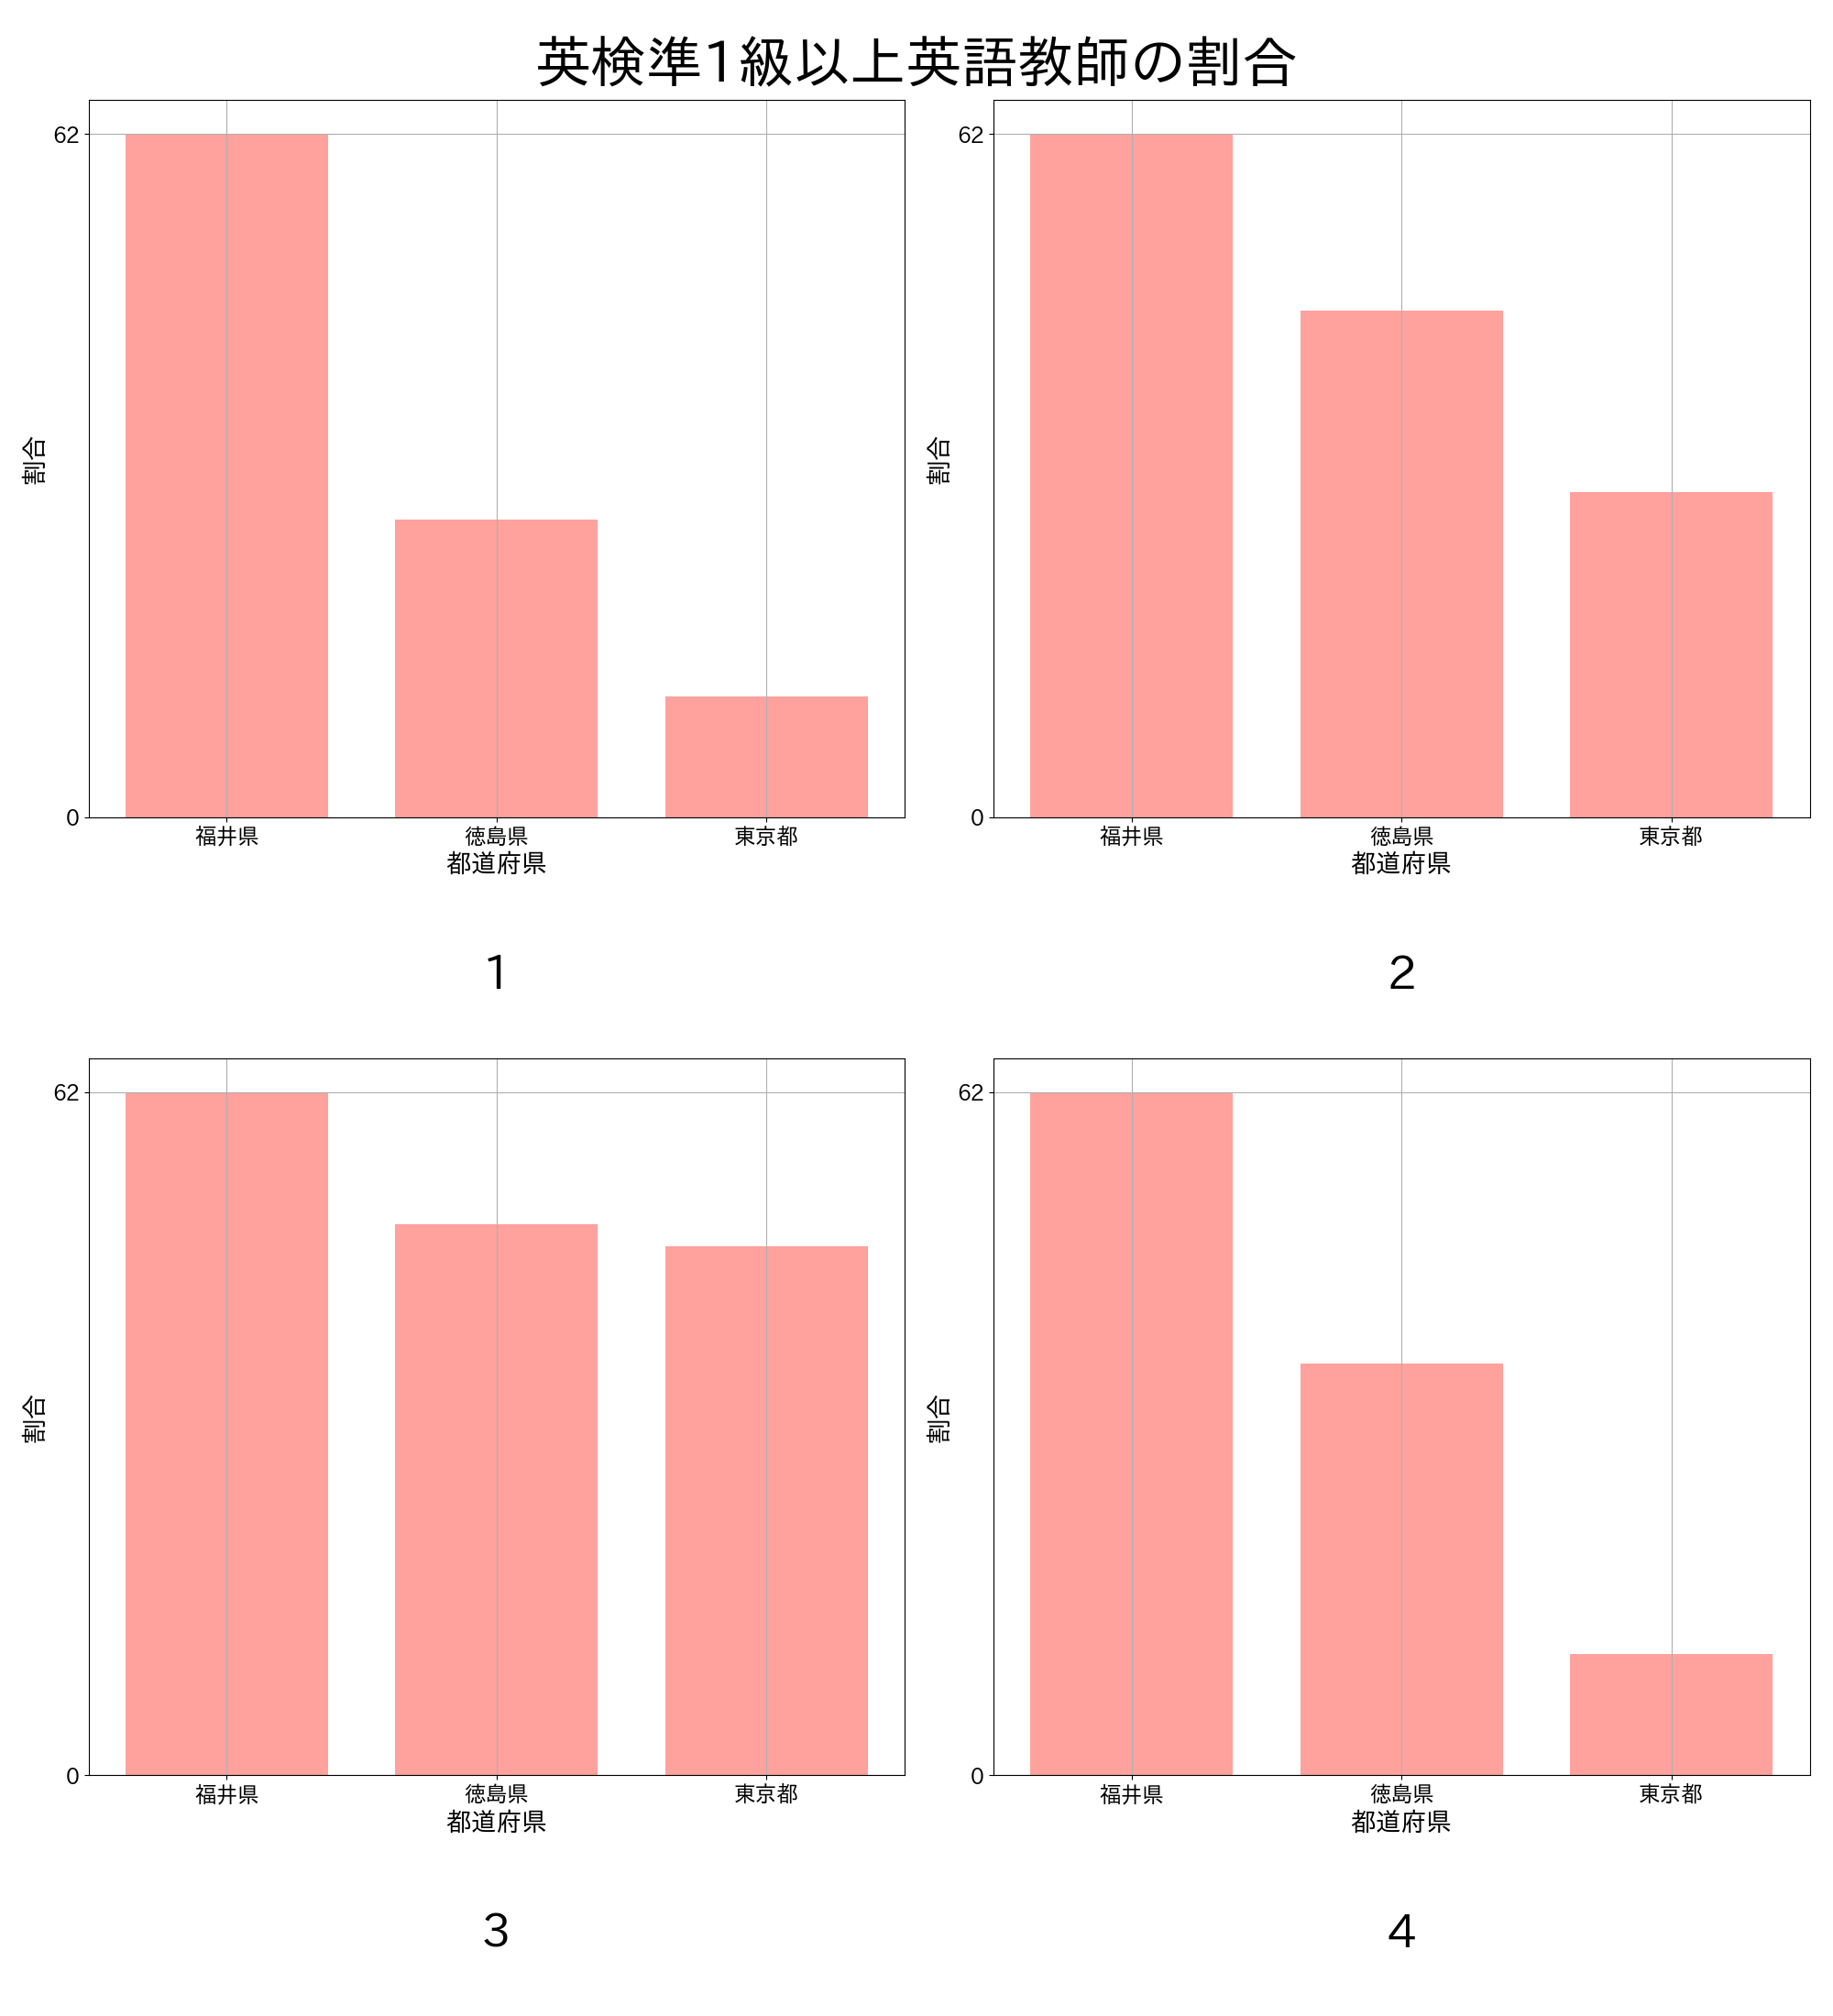 英検準1級以上英語教師の割合
62
0
割合
福井県 徳島県 東京都
都道府県
1
62
0
割合
福井県 徳島県 東京都
都道府県
2
62
0
割合
福井県 徳島県 東京都
都道府県
3
62
0
割合
福井県 徳島県 東京都
都道府県
4